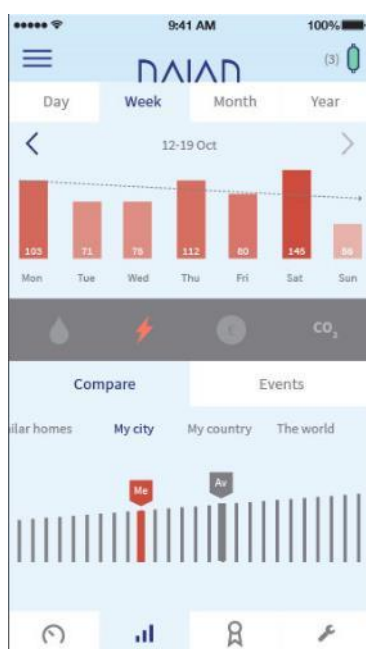 9:41 AM 100%
NAIAN (3)
Day Week Month Year
12-19 Oct
103 71 76 112 80 145 56
Mon Tue Wed Thu Fri Sat Sun
€ CO2
Compare Events
ilar homes My city My country The world
Me Av